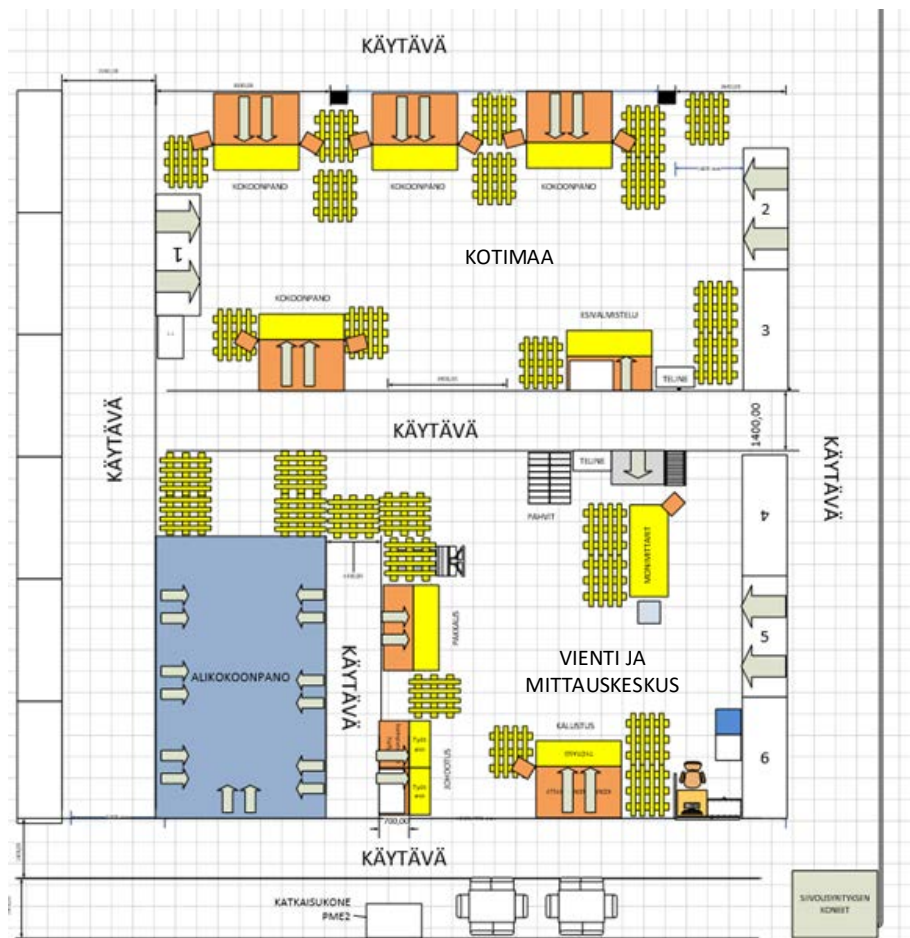 KÄYTÄVÄ
KOKOONPANO
KOKOONPANO
KOKOONPANO
2
1
KOTIMAA
3
KOKOONPANO
ESIVALMISTELU
TELINE
KÄYTÄVÄ
KÄYTÄVÄ
1400,00
KÄYTÄVÄ
TELINE
PAHVIT
4
MONIMITTARIT
PAKKAUS
5
ALIKOKOONPANO
KÄYTÄVÄ
VIENTI JA
MITTAUSKESKUS
KALUSTUS
JOHDOTUS
6
700,00
KÄYTÄVÄ
KATKAISUKONE
PME2
SIIVOUSYRITYKSEN
KONEET